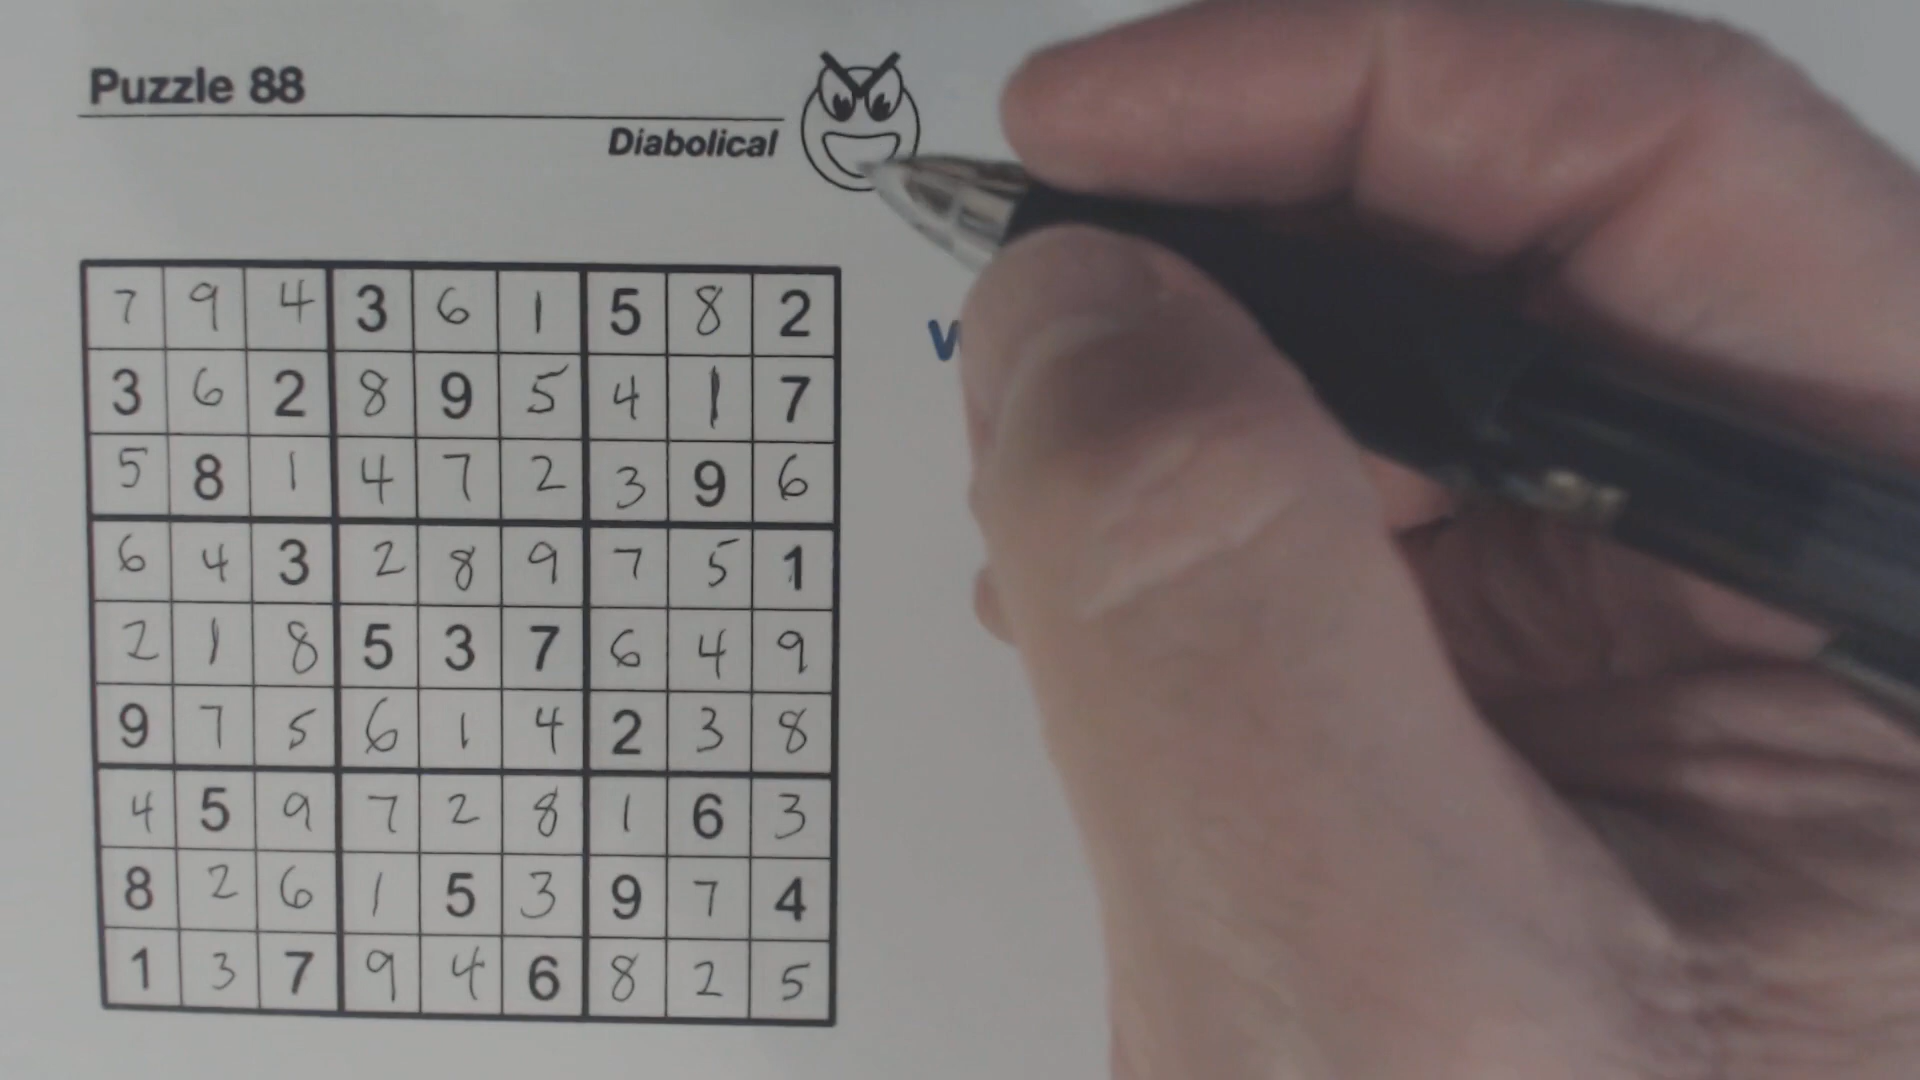 Puzzle 88
Diabolical
7 9 4 3 6 1 5 8 2
3 6 2 8 9 5 4 1 7
5 8 1 4 7 2 3 9 6
6 4 3 2 8 9 7 5 1
2 1 8 5 3 7 6 4 9
9 7 5 6 1 4 2 3 8
4 5 9 7 2 8 1 6 3
8 2 6 1 5 3 9 7 4
1 3 7 9 4 6 8 2 5